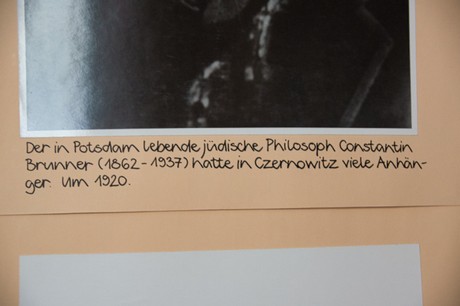 Der in Potsdam lebende jüdische Philosoph Constantin
Brunner (1862-1937) hatte in Czernowitz viele Anhän-
ger. Um 1920.